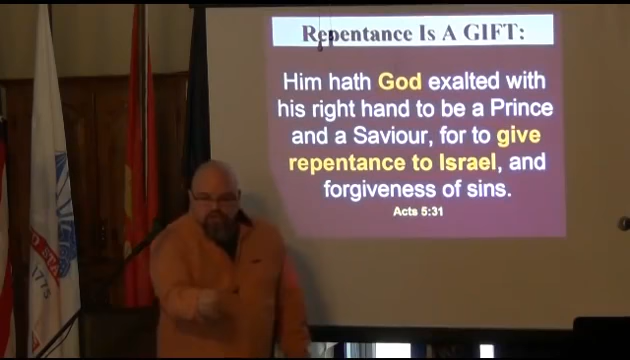 Repentance Is A GIFT:
Him hath God exalted with
his right hand to be a Prince
and a Saviour, for to give
repentance to Israel, and
forgiveness of sins.
Acts 5:31
1775